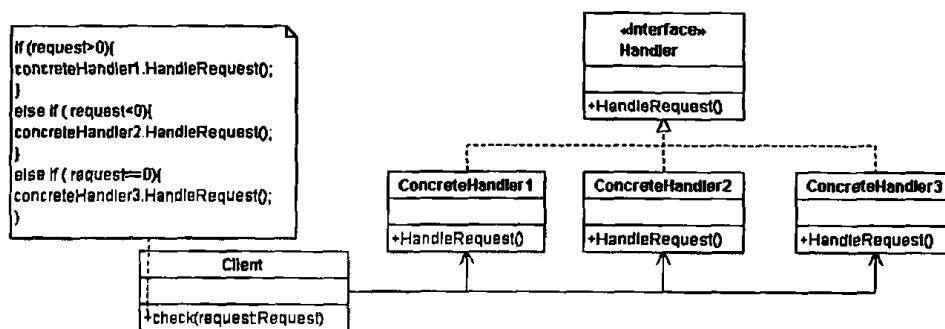 if (request>0){
concreteHandler1.HandleRequest();
}
else if ( request<0){
concreteHandler2.HandleRequest();
}
else if ( request==0){
concreteHandler3.HandleRequest();
}
«Interface»
Handler
+HandleRequest()
ConcreteHandler1
+HandleRequest()
ConcreteHandler2
+HandleRequest()
ConcreteHandler3
+HandleRequest()
Client
+check(request:Request)